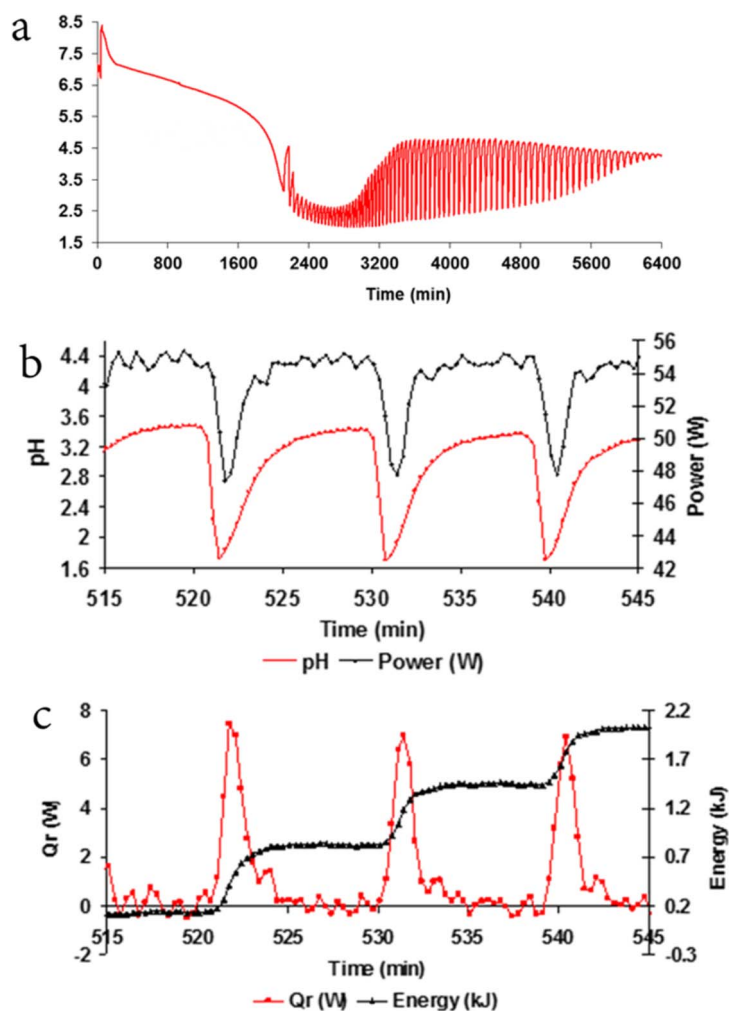 a
8.5
7.5
6.5
5.5
4.5
3.5
2.5
1.5
0 800 1600 2400 3200 4000 4800 5600 6400
Time (min)
b
4.4
4
3.6
3.2
2.8
2.4
2
1.6
pH
56
54
52
50
48
46
44
42
Power (W)
515 520 525 530 535 540 545
Time (min)
pH Power (W)
c
8
6
4
2
0
-2
Qr (W)
2.2
1.7
1.2
0.7
0.2
-0.3
Energy (kJ)
515 520 525 530 535 540 545
Time (min)
Qr (W) Energy (kJ)